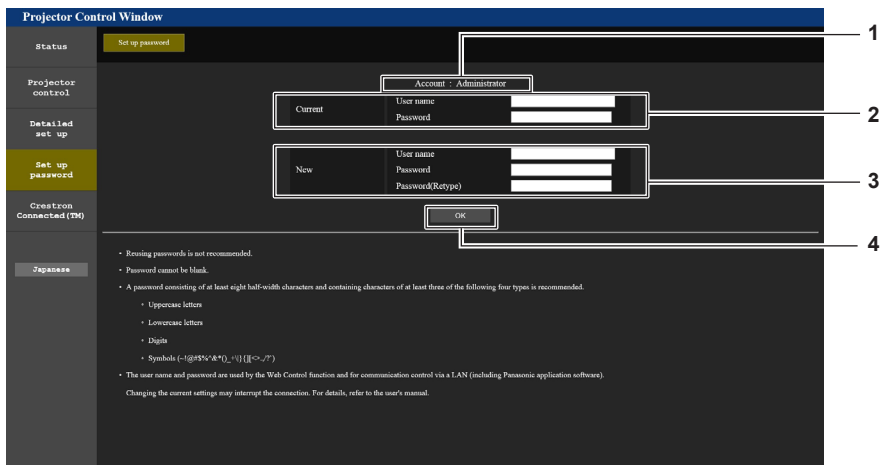 Projector Control Window
1
Status
Set up password
Projector
control
Account : Administrator
Current
User name
Password
2
Detailed
set up
Set up
password
New
User name
Password
Password(Retype)
3
Crestron
Connected(TM)
OK
4
Japanese
• Reusing passwords is not recommended.
• Password cannot be blank.
• A password consisting of at least eight half-width characters and containing characters of at least three of the following four types is recommended.
• Uppercase letters
• Lowercase letters
• Digits
• Symbols (~!@#$%^&*()_+\|}{][<>./?')
• The user name and password are used by the Web Control function and for communication control via a LAN (including Panasonic application software).
Changing the current settings may interrupt the connection. For details, refer to the user's manual.